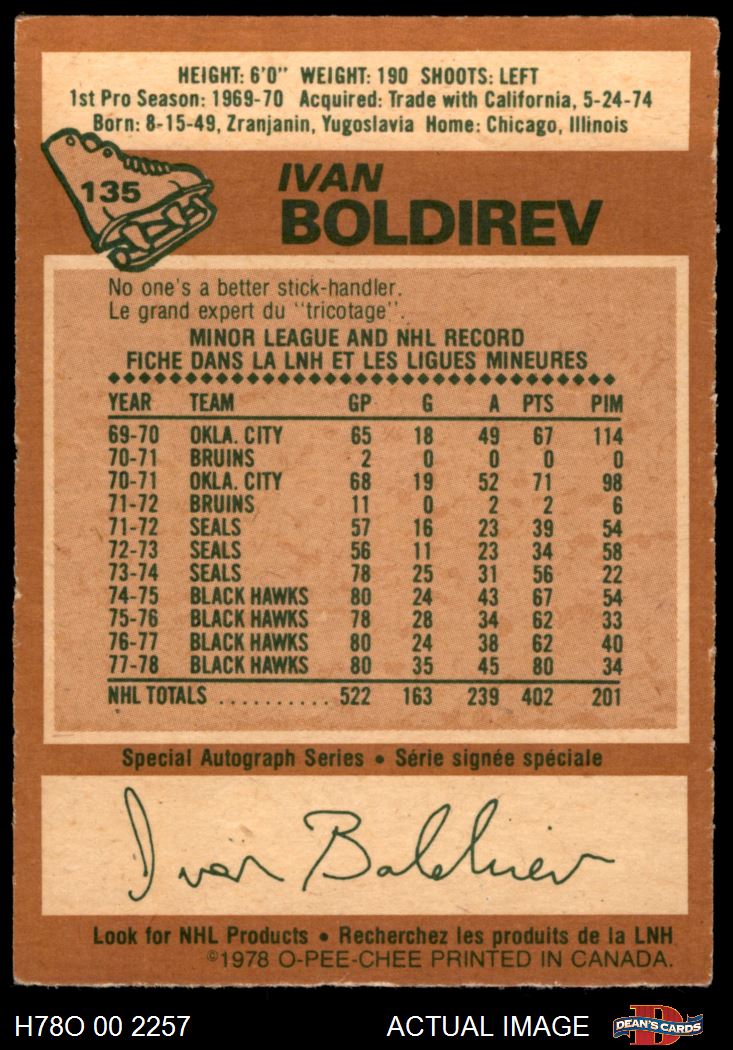 HEIGHT: 6'0" WEIGHT: 190 SHOOTS: LEFT
1st Pro Season: 1969-70 Acquired: Trade with California, 5-24-74
Born: 8-15-49, Zranjanin, Yugoslavia Home: Chicago, Illinois
135
IVAN
BOLDIREV
No one's a better stick-handler.
Le grand expert du "tricotage".
MINOR LEAGUE AND NHL RECORD
FICHE DANS LA LNH ET LES LIGUES MINEURES
YEAR TEAM GP G A PTS PIM
69-70 OKLA. CITY 65 18 49 67 114
70-71 BRUINS 2 0 0 0 0
70-71 OKLA. CITY 68 19 52 71 98
71-72 BRUINS 11 0 2 2 6
71-72 SEALS 57 16 23 39 54
72-73 SEALS 56 11 23 34 58
73-74 SEALS 78 25 31 56 22
74-75 BLACK HAWKS 80 24 43 67 54
75-76 BLACK HAWKS 78 28 34 62 33
76-77 BLACK HAWKS 80 24 38 62 40
77-78 BLACK HAWKS 80 35 45 80 34
NHL TOTALS .......... 522 163 239 402 201
Special Autograph Series • Série signée spéciale
Ivan Boldirev
Look for NHL Products • Recherchez les produits de la LNH
©1978 O-PEE-CHEE PRINTED IN CANADA.
H78O 00 2257 ACTUAL IMAGE D DEAN'S CARDS